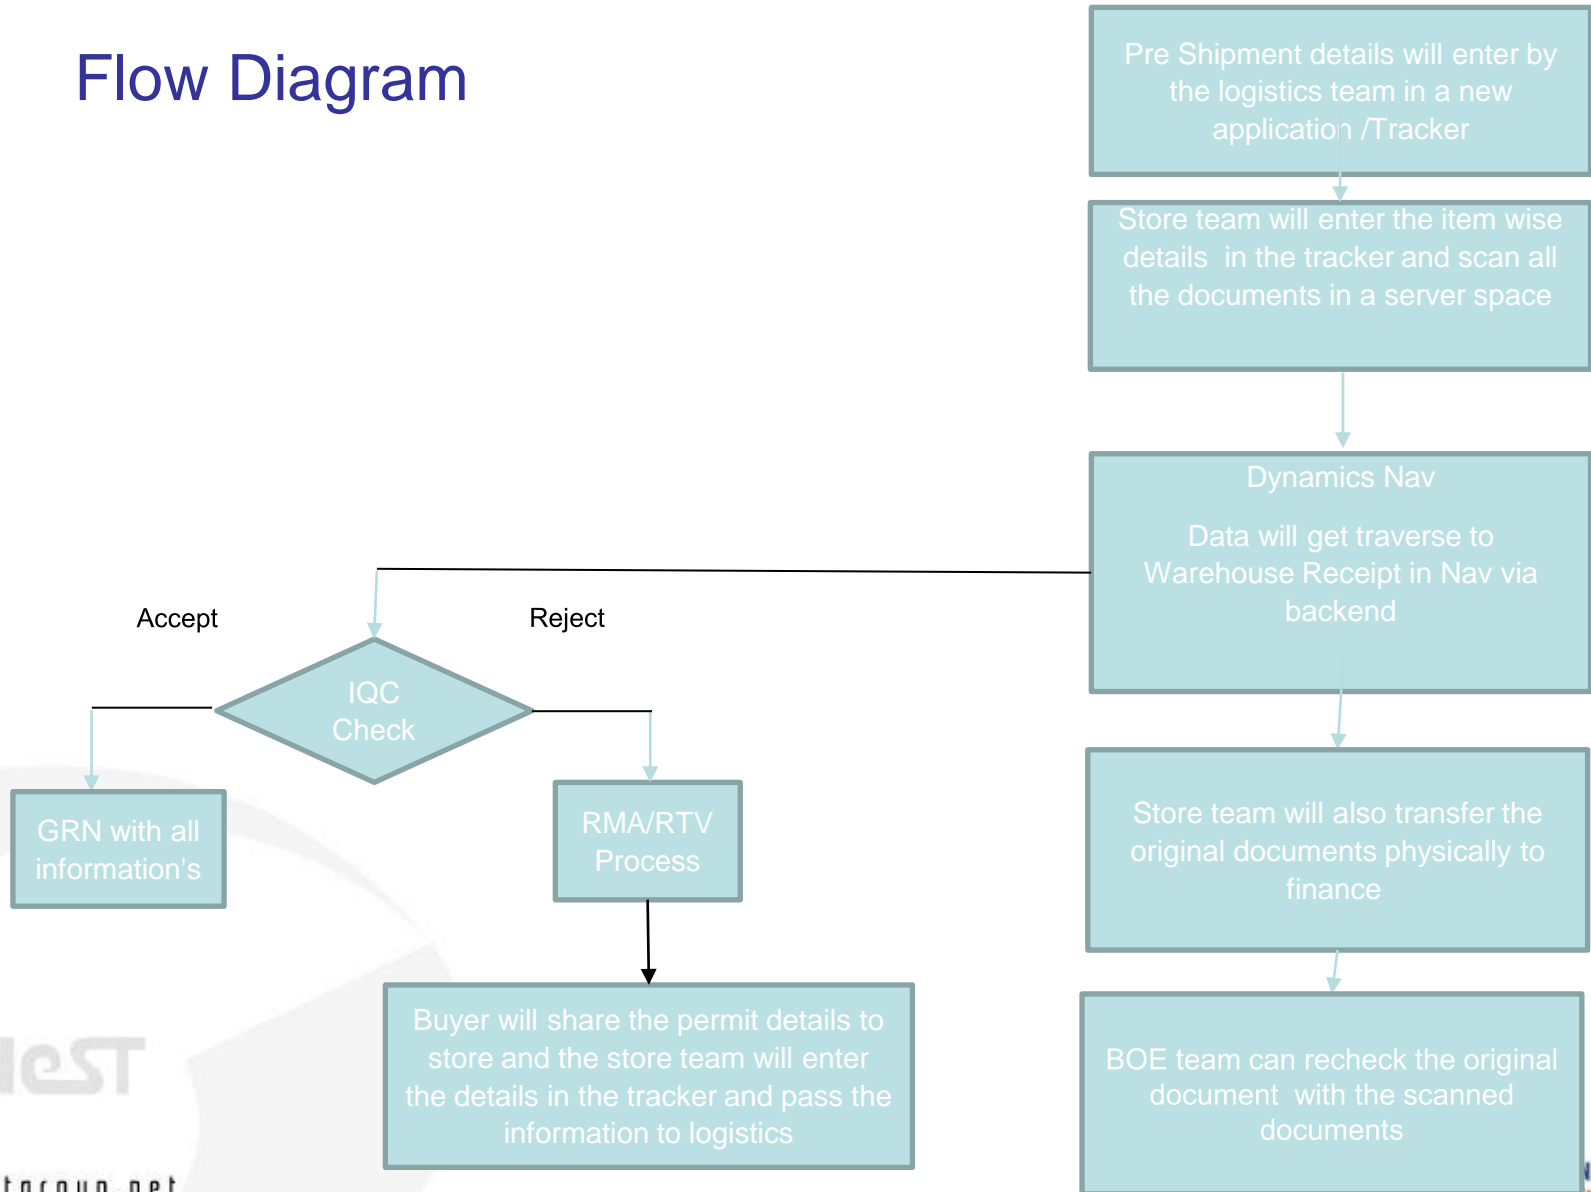 Flow Diagram
Pre Shipment details will enter by
the logistics team in a new
application /Tracker
Store team will enter the item wise
details in the tracker and scan all
the documents in a server space
Dynamics Nav
Data will get traverse to
Warehouse Receipt in Nav via
backend
Accept
Reject
IQC
Check
GRN with all
information's
RMA/RTV
Process
Store team will also transfer the
original documents physically to
finance
Buyer will share the permit details to
store and the store team will enter
the details in the tracker and pass the
information to logistics
BOE team can recheck the original
document with the scanned
documents